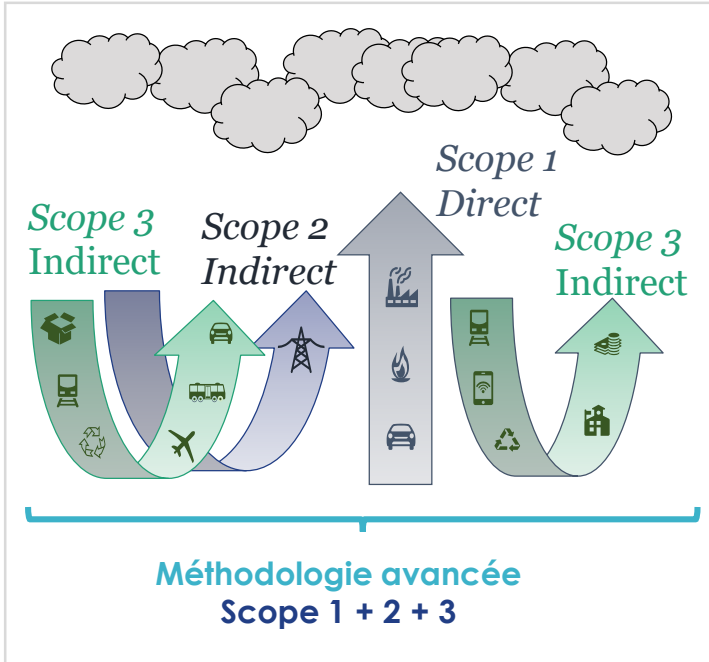 Scope 3
Indirect
Scope 2
Indirect
Scope 1
Direct
Scope 3
Indirect
Méthodologie avancée
Scope 1 + 2 + 3